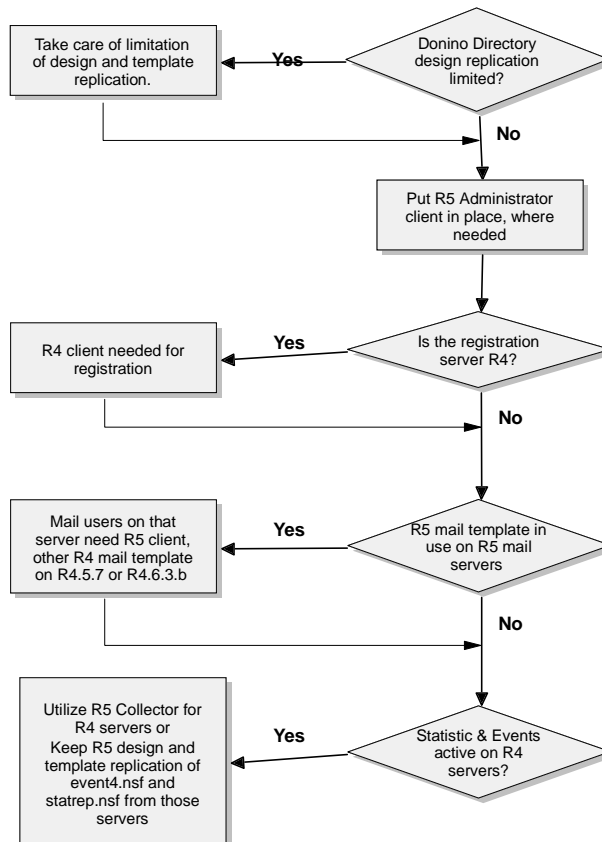 Donino Directory
design replication
limited?
Yes
Take care of limitation
of design and template
replication.
No
Put R5 Administrator
client in place, where
needed
Is the registration
server R4?
Yes
R4 client needed for
registration
No
R5 mail template in
use on R5 mail
servers
Yes
Mail users on that
server need R5 client,
other R4 mail template
on R4.5.7 or R4.6.3.b
No
Statistic & Events
active on R4
servers?
Yes
Utilize R5 Collector for
R4 servers or
Keep R5 design and
template replication of
event4.nsf and
statrep.nsf from those
servers